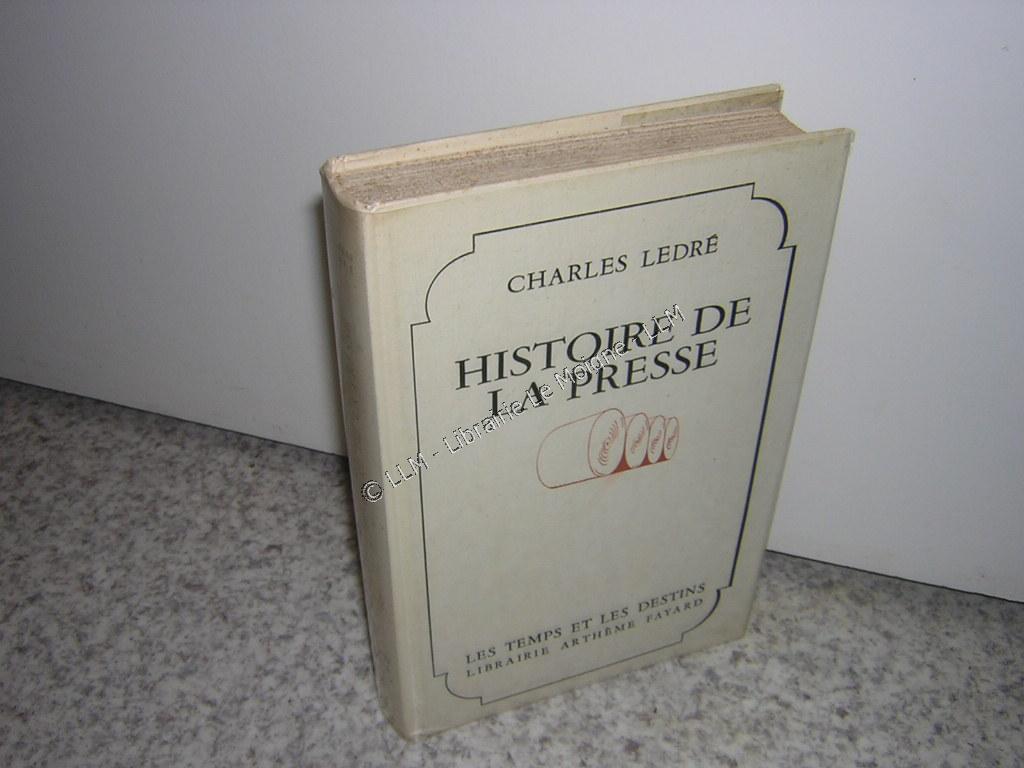 CHARLES LEDRÉ
HISTOIRE DE
LA PRESSE
© LLM - Librairie Le Moigne - LLM
LES TEMPS ET LES DESTINS
LIBRAIRIE ARTHÈME FAYARD